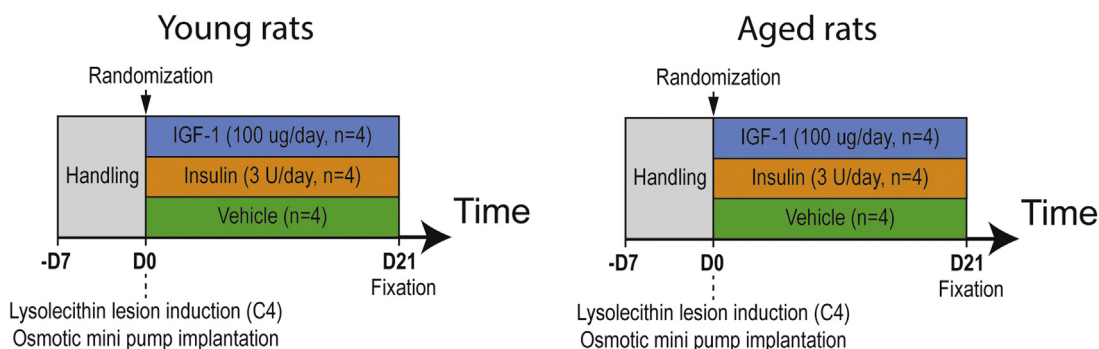 Young rats
Randomization
IGF-1 (100 ug/day, n=4)
Handling
Insulin (3 U/day, n=4)
Vehicle (n=4)
Time
-D7
D0
D21
Fixation
Lysolecithin lesion induction (C4)
Osmotic mini pump implantation
Aged rats
Randomization
IGF-1 (100 ug/day, n=4)
Handling
Insulin (3 U/day, n=4)
Vehicle (n=4)
Time
-D7
D0
D21
Fixation
Lysolecithin lesion induction (C4)
Osmotic mini pump implantation